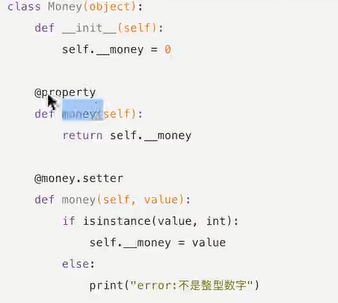 class Money(object):
    def __init__(self):
        self.__money = 0

    @property
    def money(self):
        return self.__money

    @money.setter
    def money(self, value):
        if isinstance(value, int):
            self.__money = value
        else:
            print("error:不是整型数字")